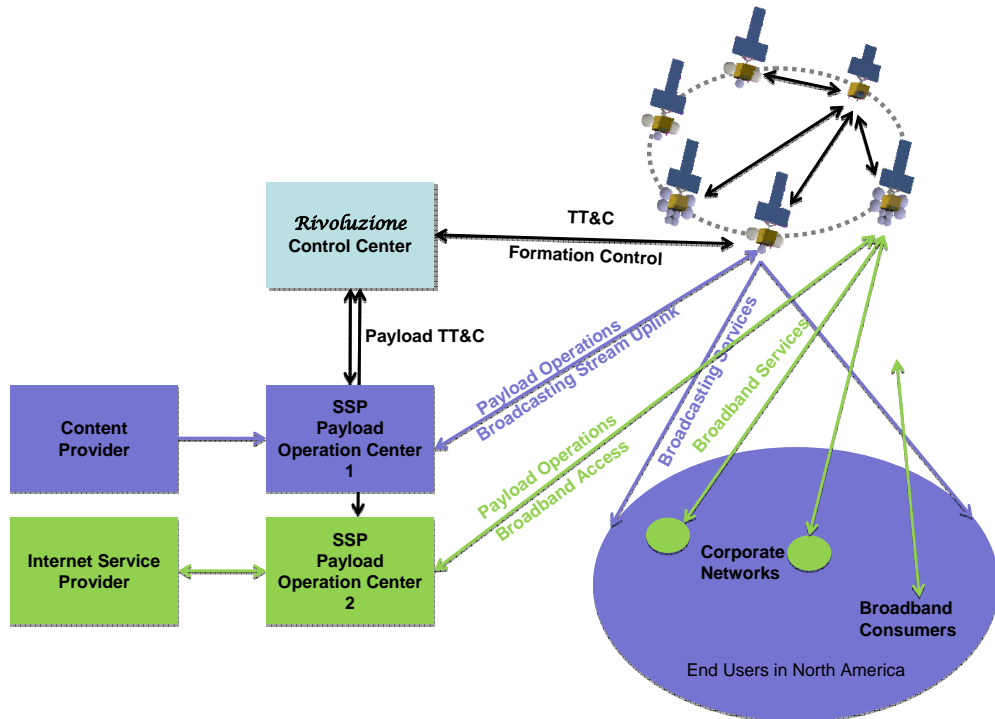 Rivoluzione
Control Center
TT&C
Formation Control
Payload TT&C
Content
Provider
SSP
Payload
Operation Center
1
Payload Operations
Broadcasting Stream Uplink
Broadcasting Services
Broadband Services
Payload Operations
Broadband Access
Internet Service
Provider
SSP
Payload
Operation Center
2
Corporate
Networks
Broadband
Consumers
End Users in North America